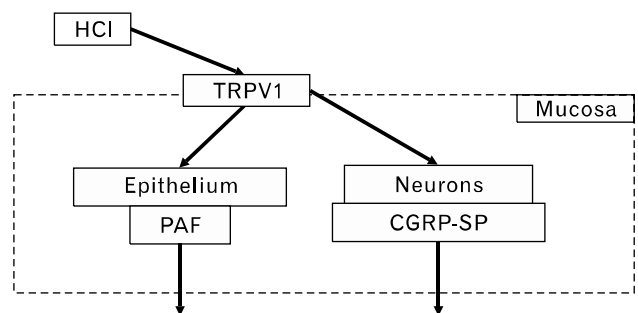 HCl
TRPV1
Mucosa
Epithelium
Neurons
PAF
CGRP-SP